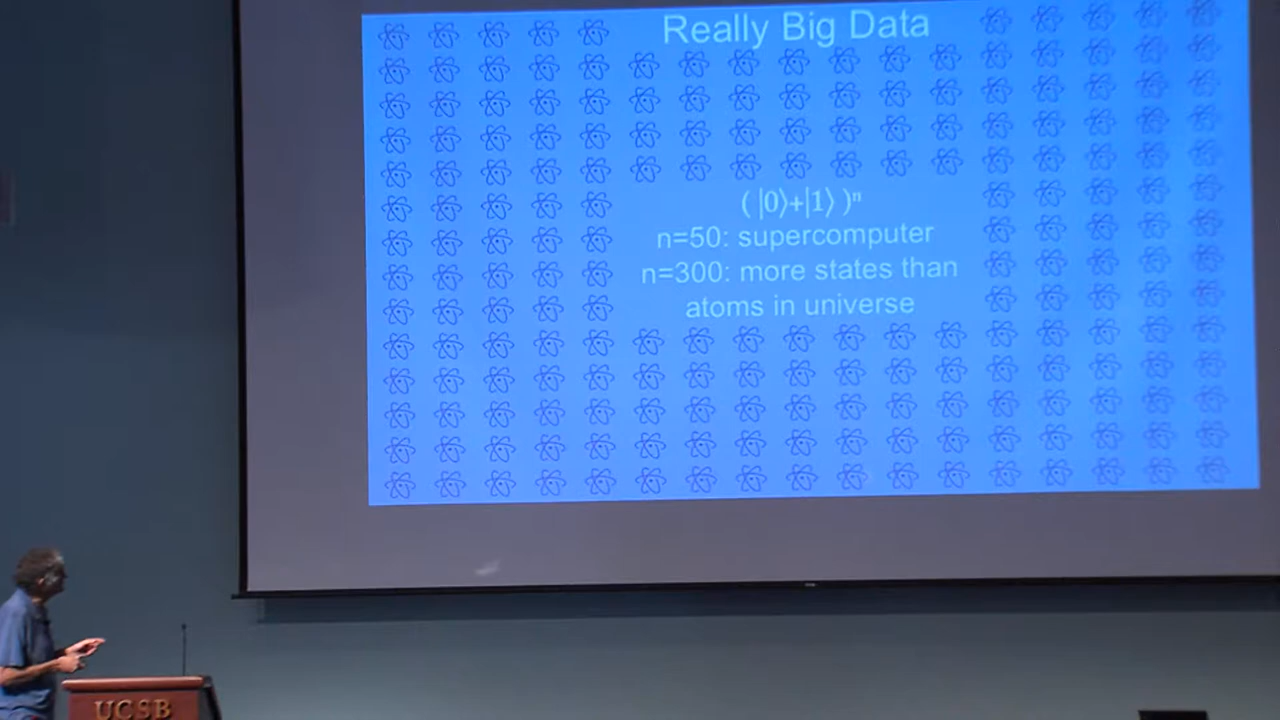 Really Big Data
( |0⟩+|1⟩ )ⁿ
n=50: supercomputer
n=300: more states than
atoms in universe
UCSB